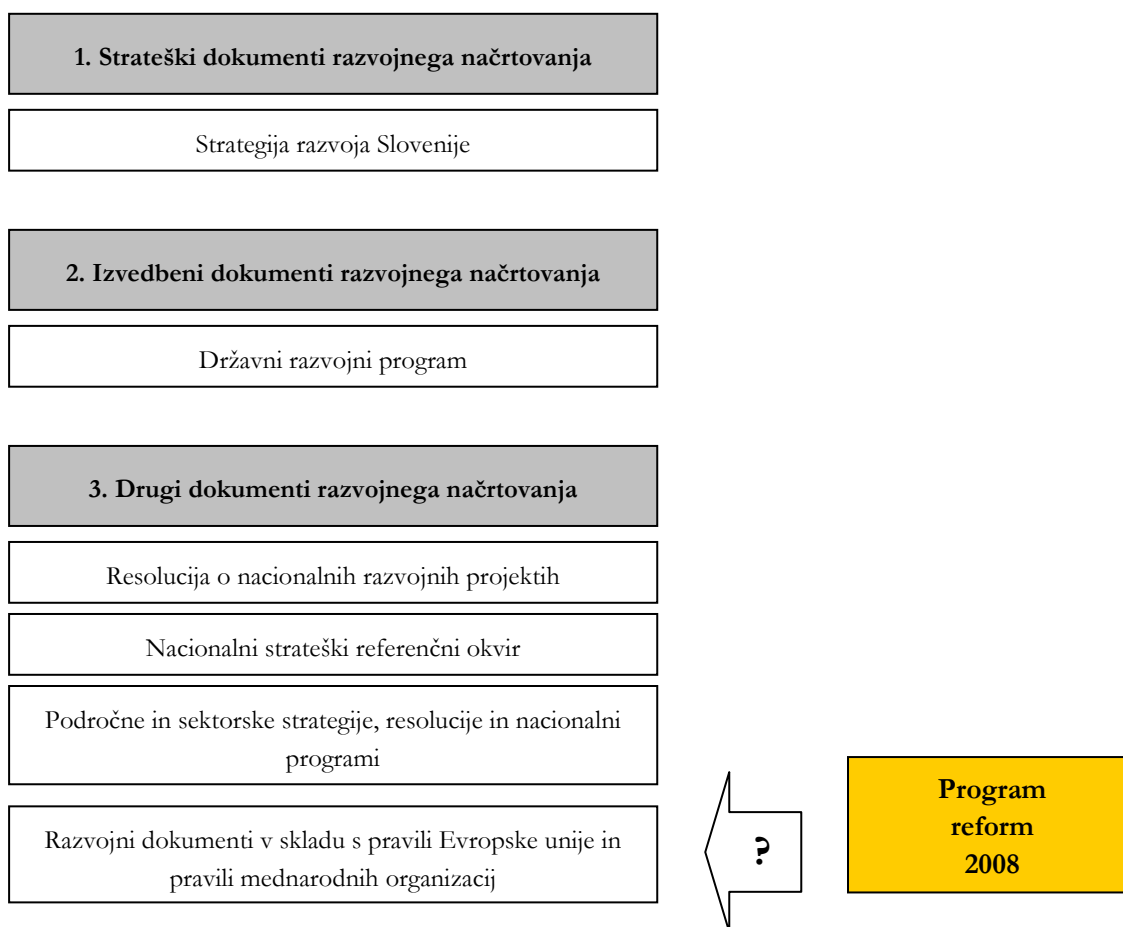 1. Strateški dokumenti razvojnega načrtovanja
Strategija razvoja Slovenije
2. Izvedbeni dokumenti razvojnega načrtovanja
Državni razvojni program
3. Drugi dokumenti razvojnega načrtovanja
Resolucija o nacionalnih razvojnih projektih
Nacionalni strateški referenčni okvir
Področne in sektorske strategije, resolucije in nacionalni
programi
Razvojni dokumenti v skladu s pravili Evropske unije in
pravili mednarodnih organizacij
?
Program
reform
2008